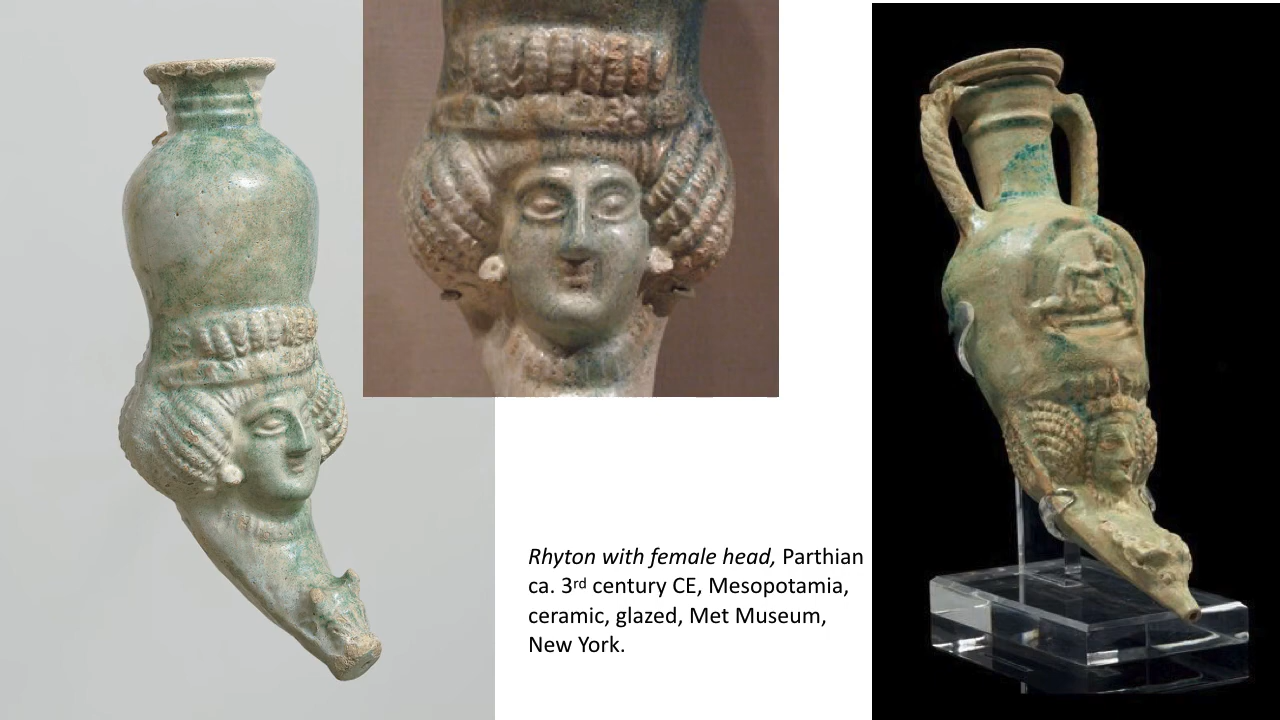 Rhyton with female head, Parthian
ca. 3rd century CE, Mesopotamia,
ceramic, glazed, Met Museum,
New York.